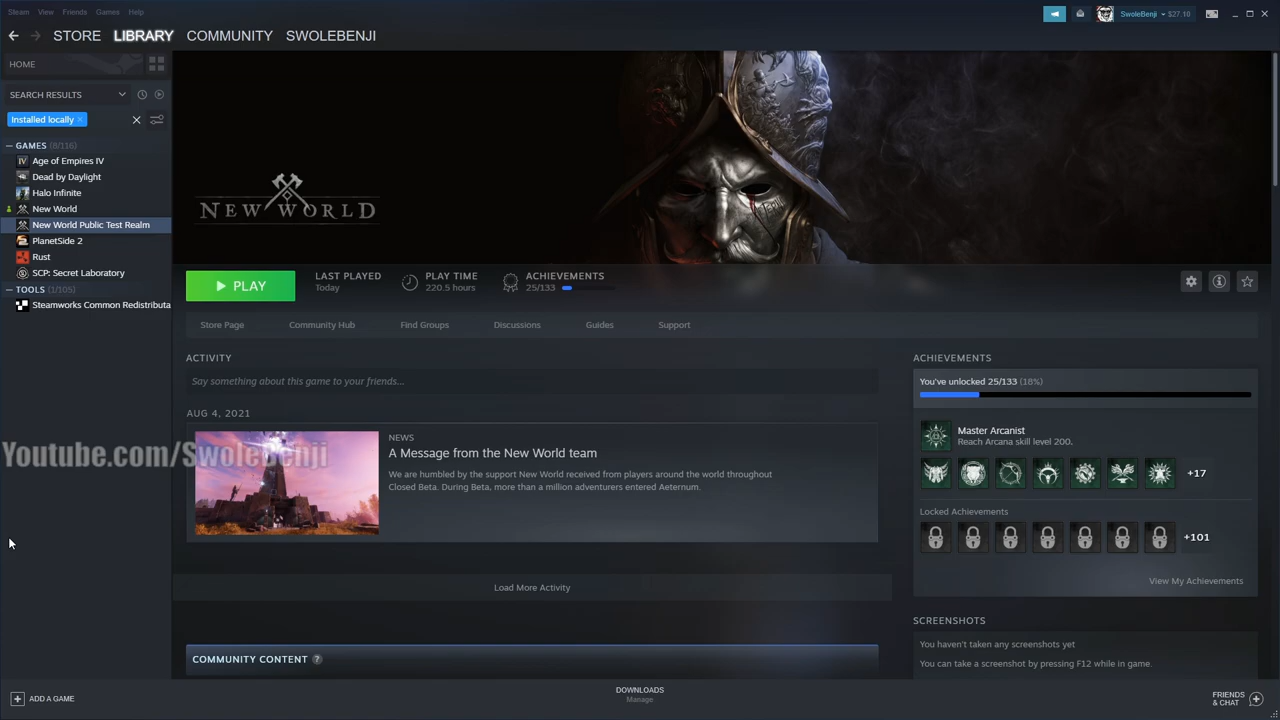 Steam View Friends Games Help
SwoleBenji $27.16
STORE LIBRARY COMMUNITY SWOLEBENJI
HOME
SEARCH RESULTS
Installed locally
GAMES (8/116)
Age of Empires IV
Dead by Daylight
Halo Infinite
New World
New World Public Test Realm
PlanetSide 2
Rust
SCP: Secret Laboratory
TOOLS (1/105)
Steamworks Common Redistributa
NEW WORLD
PLAY
LAST PLAYED
Today
PLAY TIME
220.5 hours
ACHIEVEMENTS
25/133
Store Page Community Hub Find Groups Discussions Guides Support
ACTIVITY
Say something about this game to your friends...
AUG 4, 2021
NEWS
A Message from the New World team
We are humbled by the support New World received from players around the world throughout
Closed Beta. During Beta, more than a million adventurers entered Aeternum.
Youtube.com/Swolebenji
Load More Activity
COMMUNITY CONTENT ?
ACHIEVEMENTS
You've unlocked 25/133 (18%)
Master Arcanist
Reach Arcana skill level 200.
+17
Locked Achievements
+101
View My Achievements
SCREENSHOTS
You haven't taken any screenshots yet
You can take a screenshot by pressing F12 while in game.
ADD A GAME
DOWNLOADS
Manage
FRIENDS
& CHAT